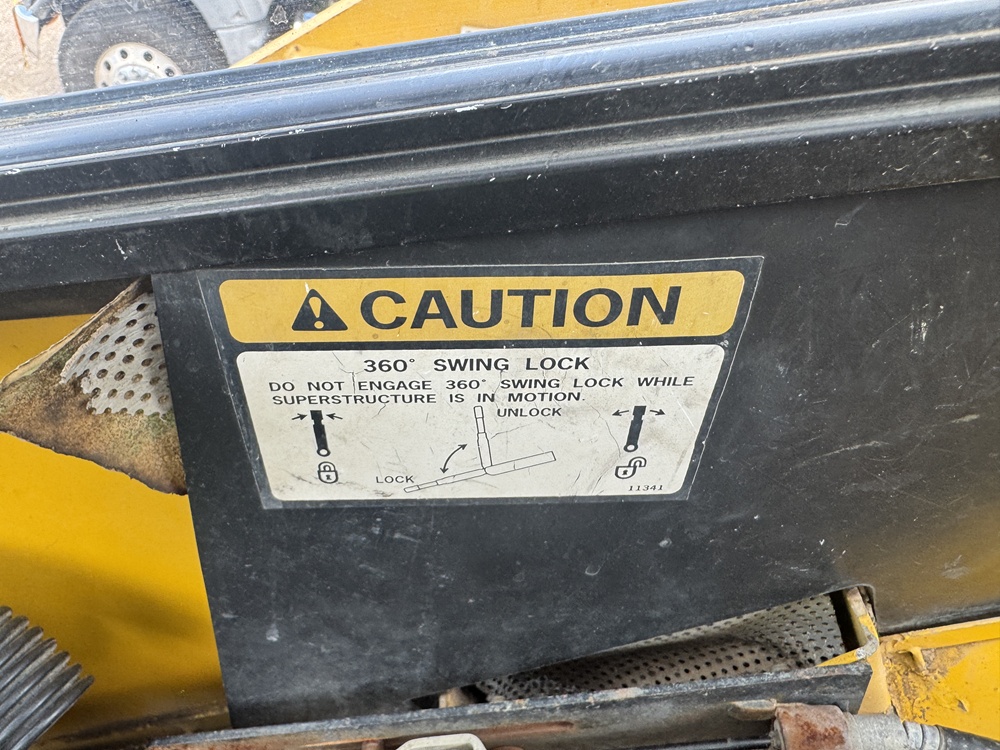 CAUTION
360° SWING LOCK
DO NOT ENGAGE 360° SWING LOCK WHILE
SUPERSTRUCTURE IS IN MOTION.
UNLOCK
LOCK
11341